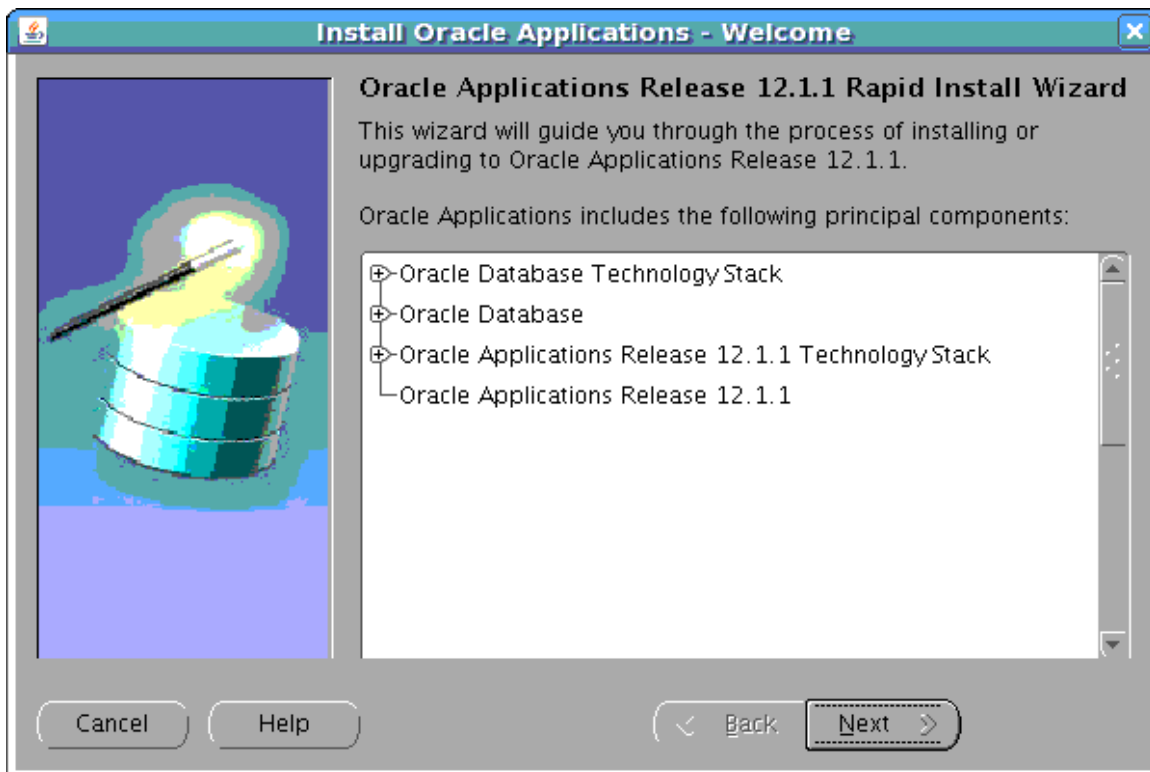 Install Oracle Applications - Welcome
Oracle Applications Release 12.1.1 Rapid Install Wizard
This wizard will guide you through the process of installing or
upgrading to Oracle Applications Release 12.1.1.
Oracle Applications includes the following principal components:
Oracle Database Technology Stack
Oracle Database
Oracle Applications Release 12.1.1 Technology Stack
Oracle Applications Release 12.1.1
Cancel Help Back Next